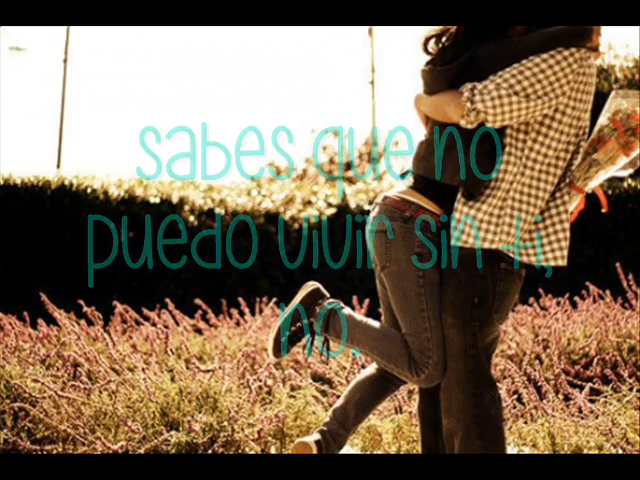 sabes que no
puedo vivir sin ti,
no.